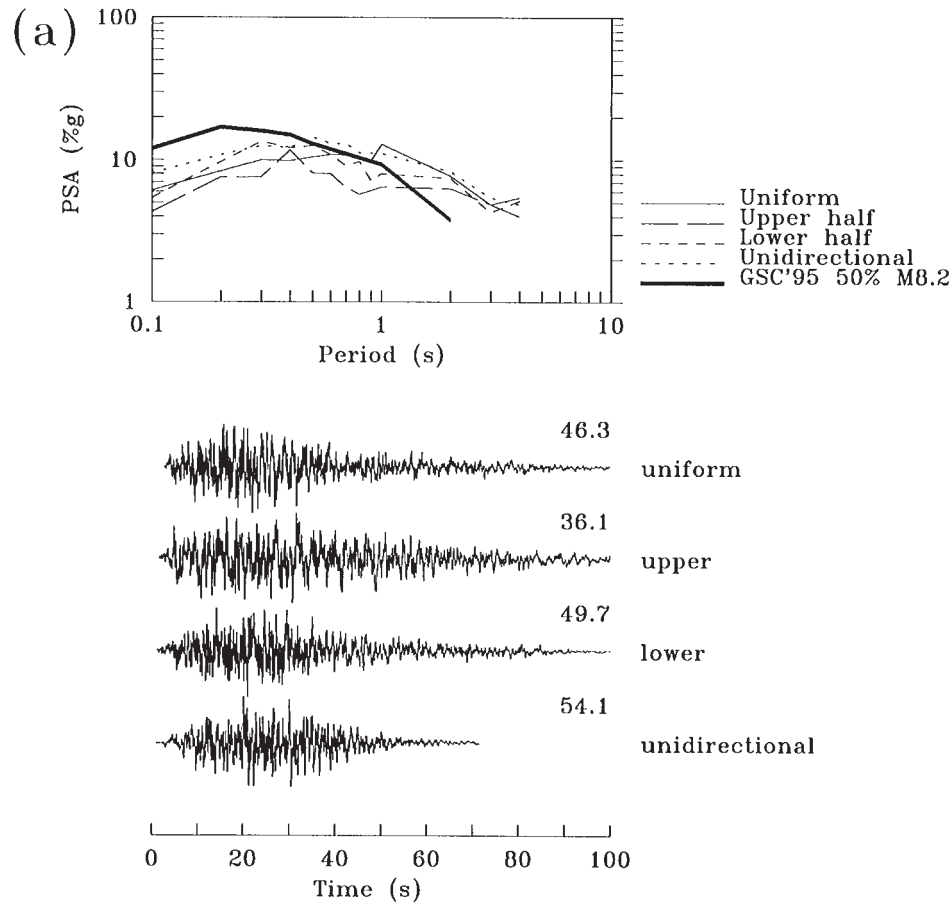 (a)
100
10
1
PSA (%g)
0.1 1 10
Period (s)
Uniform
Upper half
Lower half
Unidirectional
GSC'95 50% M8.2
46.3
uniform
36.1
upper
49.7
lower
54.1
unidirectional
0 20 40 60 80 100
Time (s)